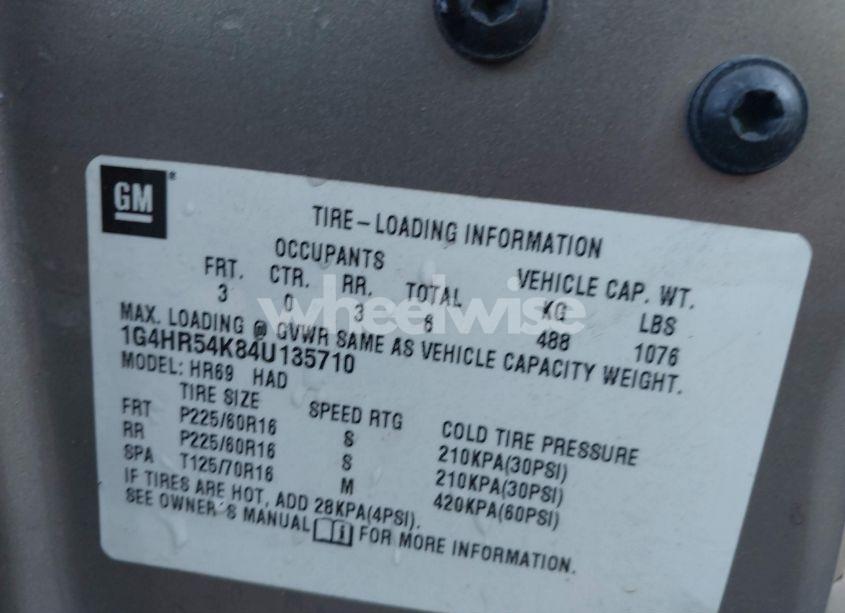 GM
TIRE-LOADING INFORMATION
OCCUPANTS VEHICLE CAP. WT.
FRT. CTR. RR. TOTAL KG LBS
3 0 3 6 488 1076
MAX. LOADING @ GVWR SAME AS VEHICLE CAPACITY WEIGHT.
1G4HR54K84U135710
MODEL: HR69 HAD
TIRE SIZE SPEED RTG COLD TIRE PRESSURE
FRT P225/60R16 S 210KPA(30PSI)
RR P225/60R16 S 210KPA(30PSI)
SPA T125/70R16 M 420KPA(60PSI)
IF TIRES ARE HOT, ADD 28KPA(4PSI).
SEE OWNER'S MANUAL FOR MORE INFORMATION.
wheelwise